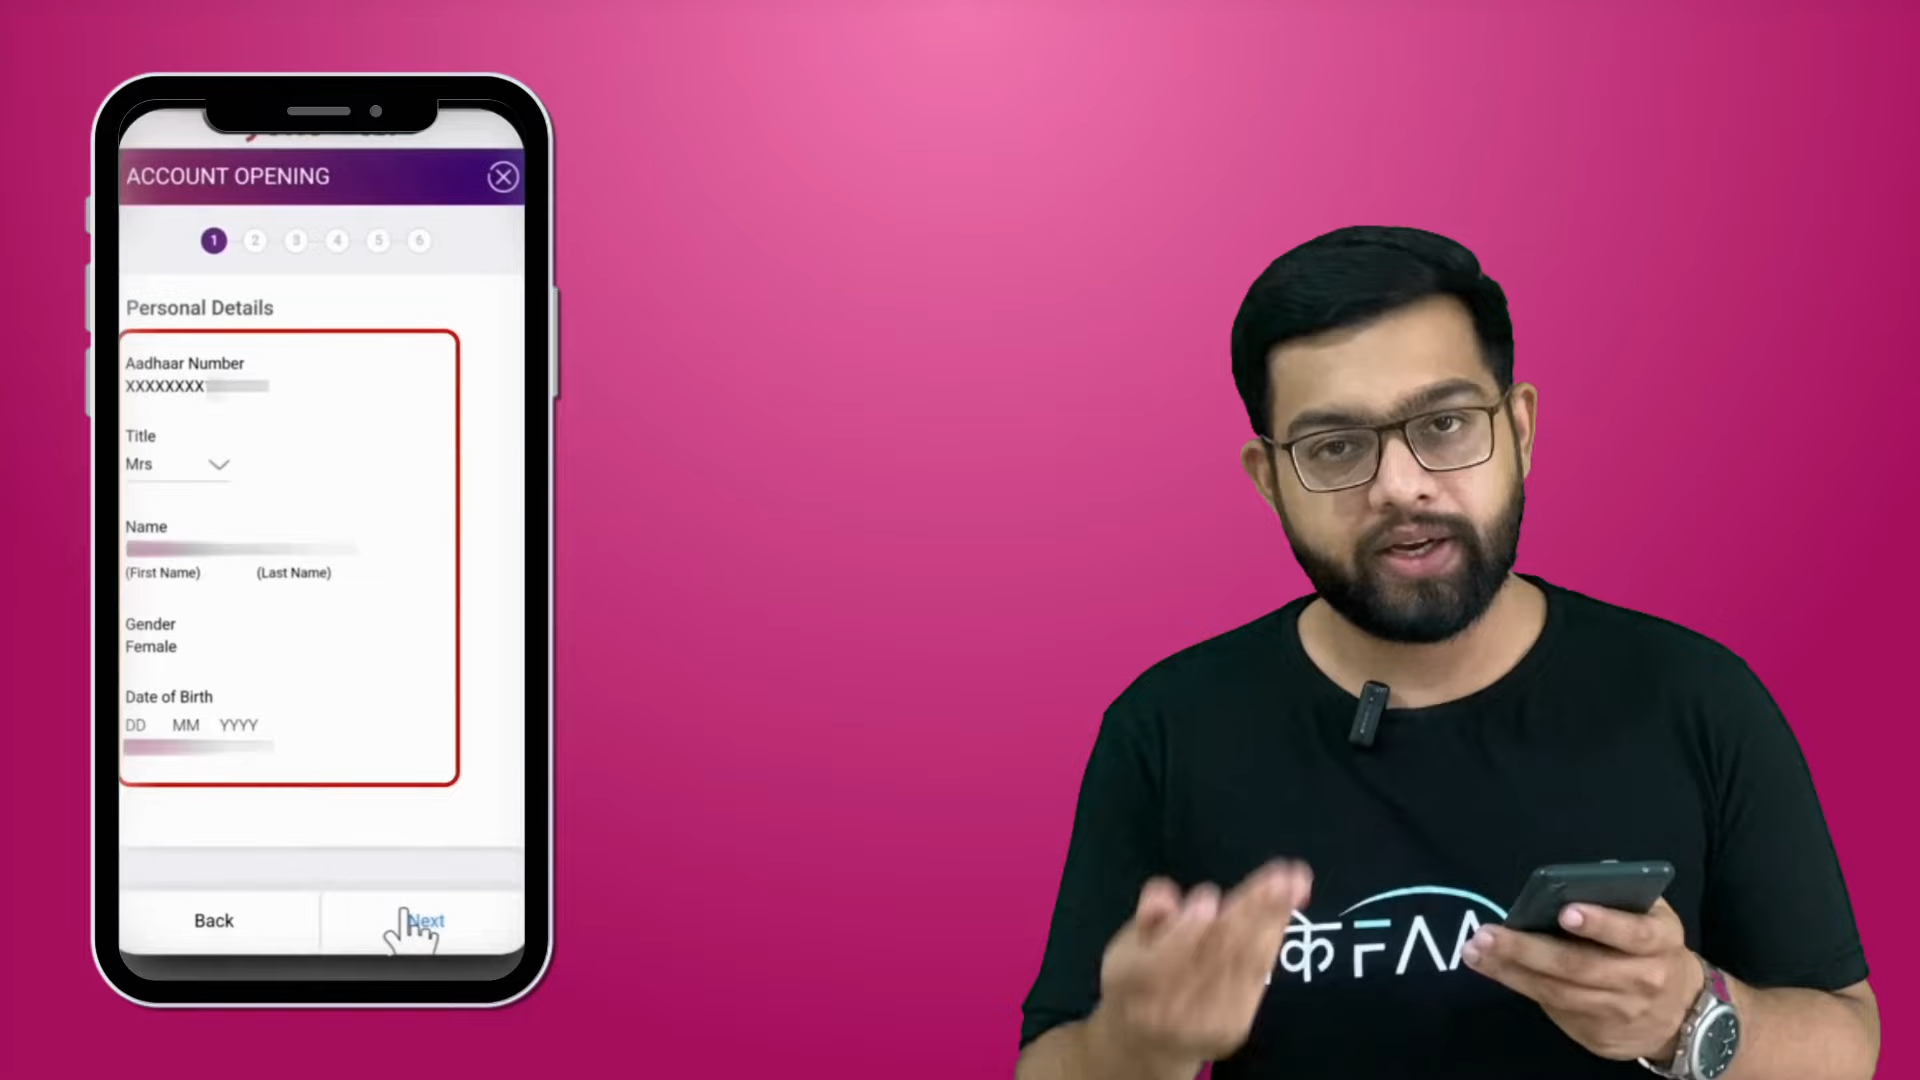 ACCOUNT OPENING
1 2 3 4 5 6
Personal Details
Aadhaar Number
XXXXXXXX
Title
Mrs
Name
(First Name) (Last Name)
Gender
Female
Date of Birth
DD MM YYYY
Back Next
के FAA